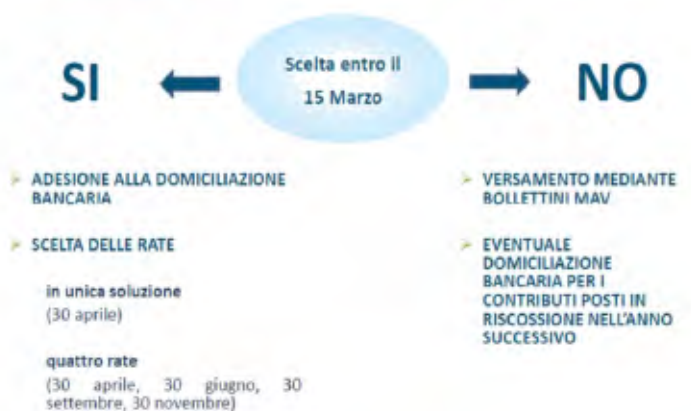 Scelta entro il
15 Marzo
SI
NO
ADESIONE ALLA DOMICILIAZIONE
BANCARIA
SCELTA DELLE RATE
in unica soluzione
(30 aprile)
quattro rate
(30 aprile, 30 giugno, 30
settembre, 30 novembre)
VERSAMENTO MEDIANTE
BOLLETTINI MAV
EVENTUALE
DOMICILIAZIONE
BANCARIA PER I
CONTRIBUTI POSTI IN
RISCOSSIONE NELL'ANNO
SUCCESSIVO